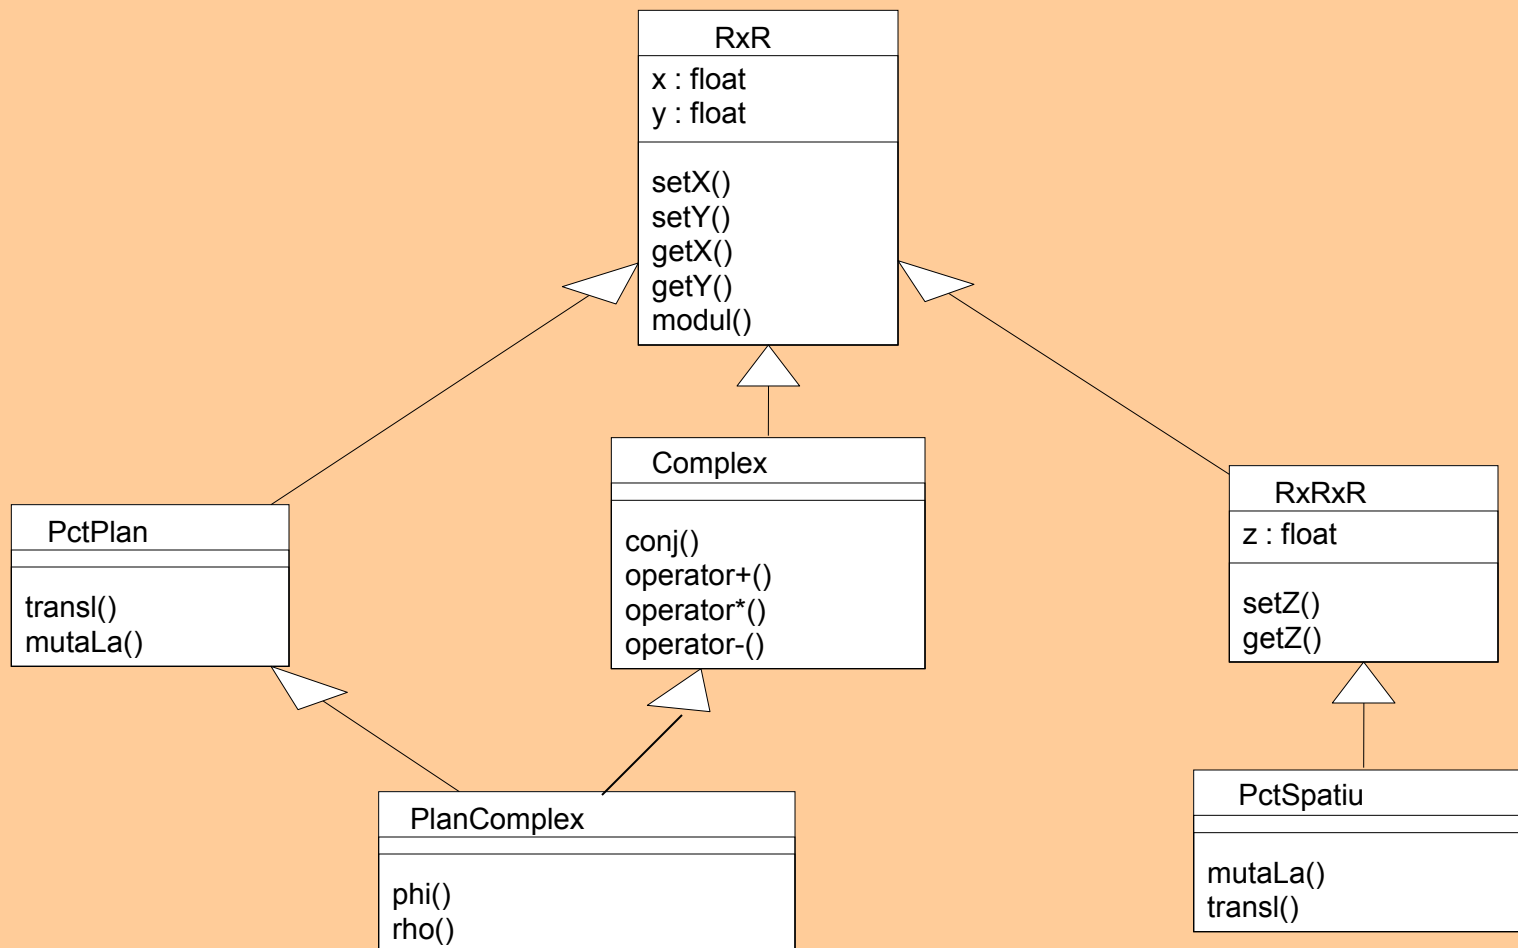 RxR
x : float
y : float
setX()
setY()
getX()
getY()
modul()
Complex
conj()
operator+()
operator*()
operator-()
RxRxR
z : float
setZ()
getZ()
PctPlan
transl()
mutaLa()
PlanComplex
phi()
rho()
PctSpatiu
mutaLa()
transl()